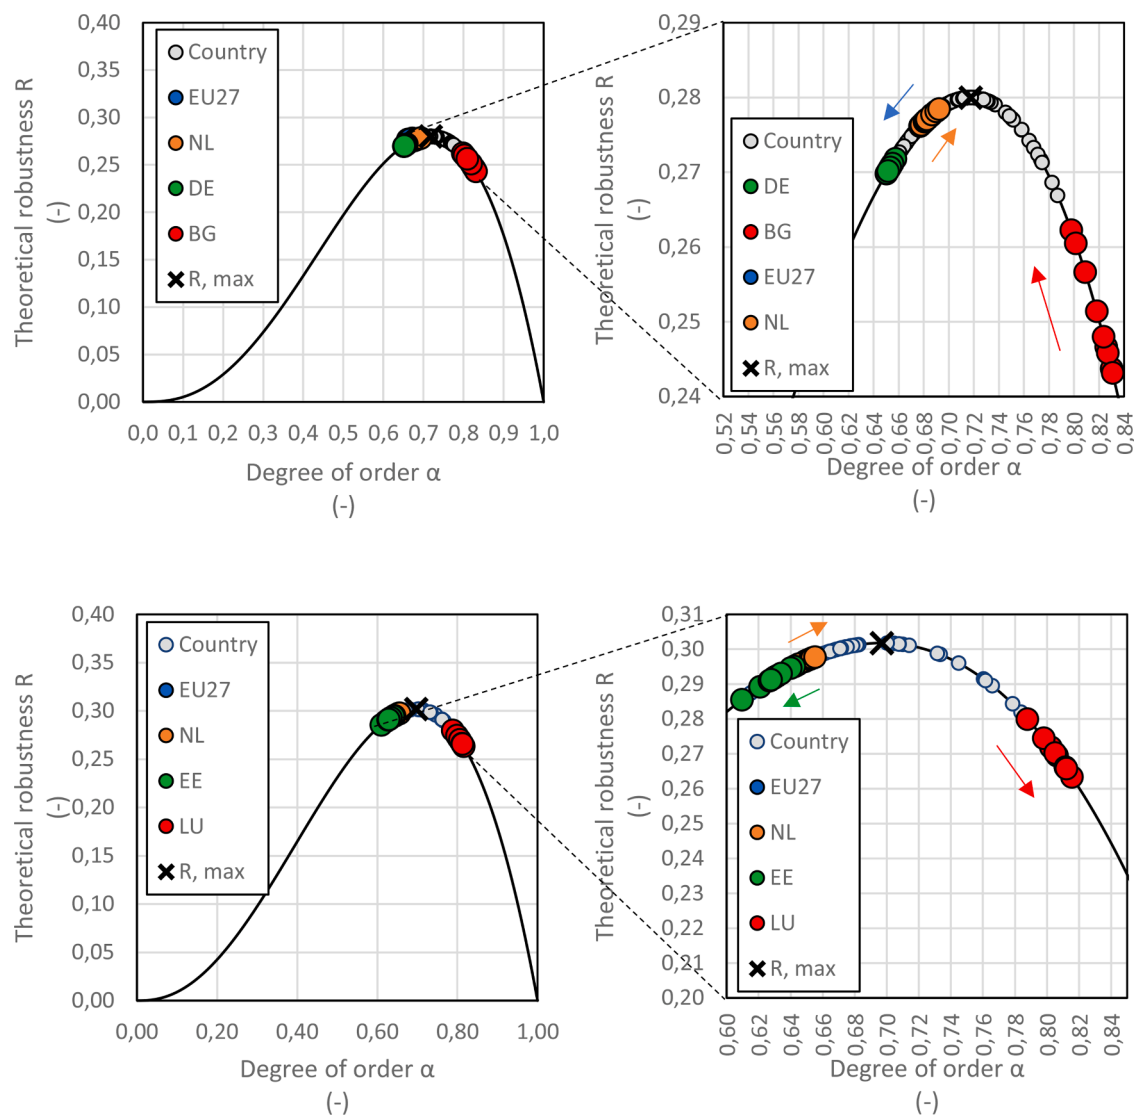 0,40
0,35
0,30
0,25
0,20
0,15
0,10
0,05
0,00
Theoretical robustness R
(-)
Country
EU27
NL
DE
BG
R, max
0,0 0,1 0,2 0,3 0,4 0,5 0,6 0,7 0,8 0,9 1,0
Degree of order α
(-)
0,29
0,28
0,27
0,26
0,25
0,24
Theoretical robustness R
(-)
Country
DE
BG
EU27
NL
R, max
0,52 0,54 0,56 0,58 0,60 0,62 0,64 0,66 0,68 0,70 0,72 0,74 0,76 0,78 0,80 0,82 0,84
Degree of order α
(-)
0,40
0,35
0,30
0,25
0,20
0,15
0,10
0,05
0,00
Theoretical robustness R
(-)
Country
EU27
NL
EE
LU
R, max
0,00 0,20 0,40 0,60 0,80 1,00
Degree of order α
(-)
0,31
0,30
0,29
0,28
0,27
0,26
0,25
0,24
0,23
0,22
0,21
0,20
Theoretical robustness R
(-)
Country
EU27
NL
EE
LU
R, max
0,60 0,62 0,64 0,66 0,68 0,70 0,72 0,74 0,76 0,78 0,80 0,82 0,84
Degree of order α
(-)